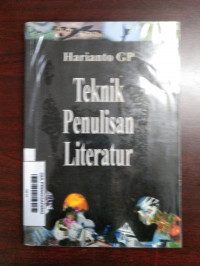 Harianto GP
Teknik
Penulisan
Literatur